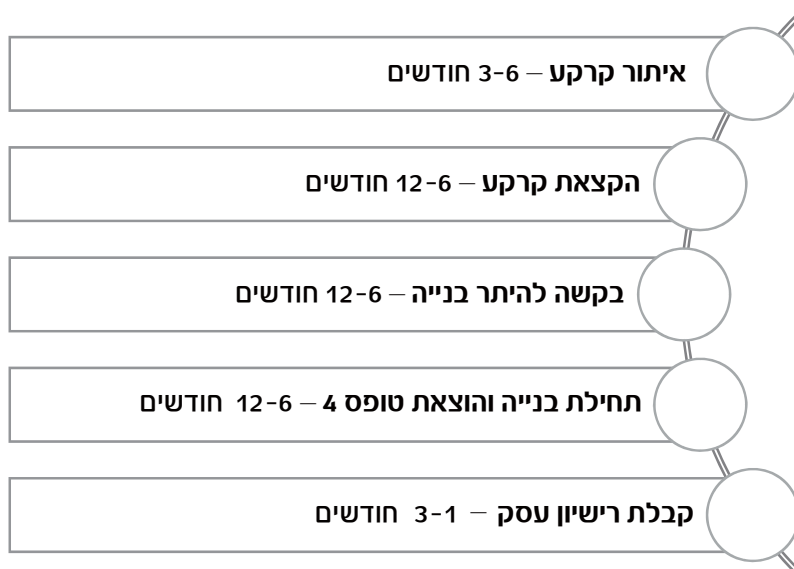 איתור קרקע – 3-6 חודשים
הקצאת קרקע – 12-6 חודשים
בקשה להיתר בנייה – 12-6 חודשים
תחילת בנייה והוצאת טופס 4 – 12-6 חודשים
קבלת רישיון עסק – 3-1 חודשים